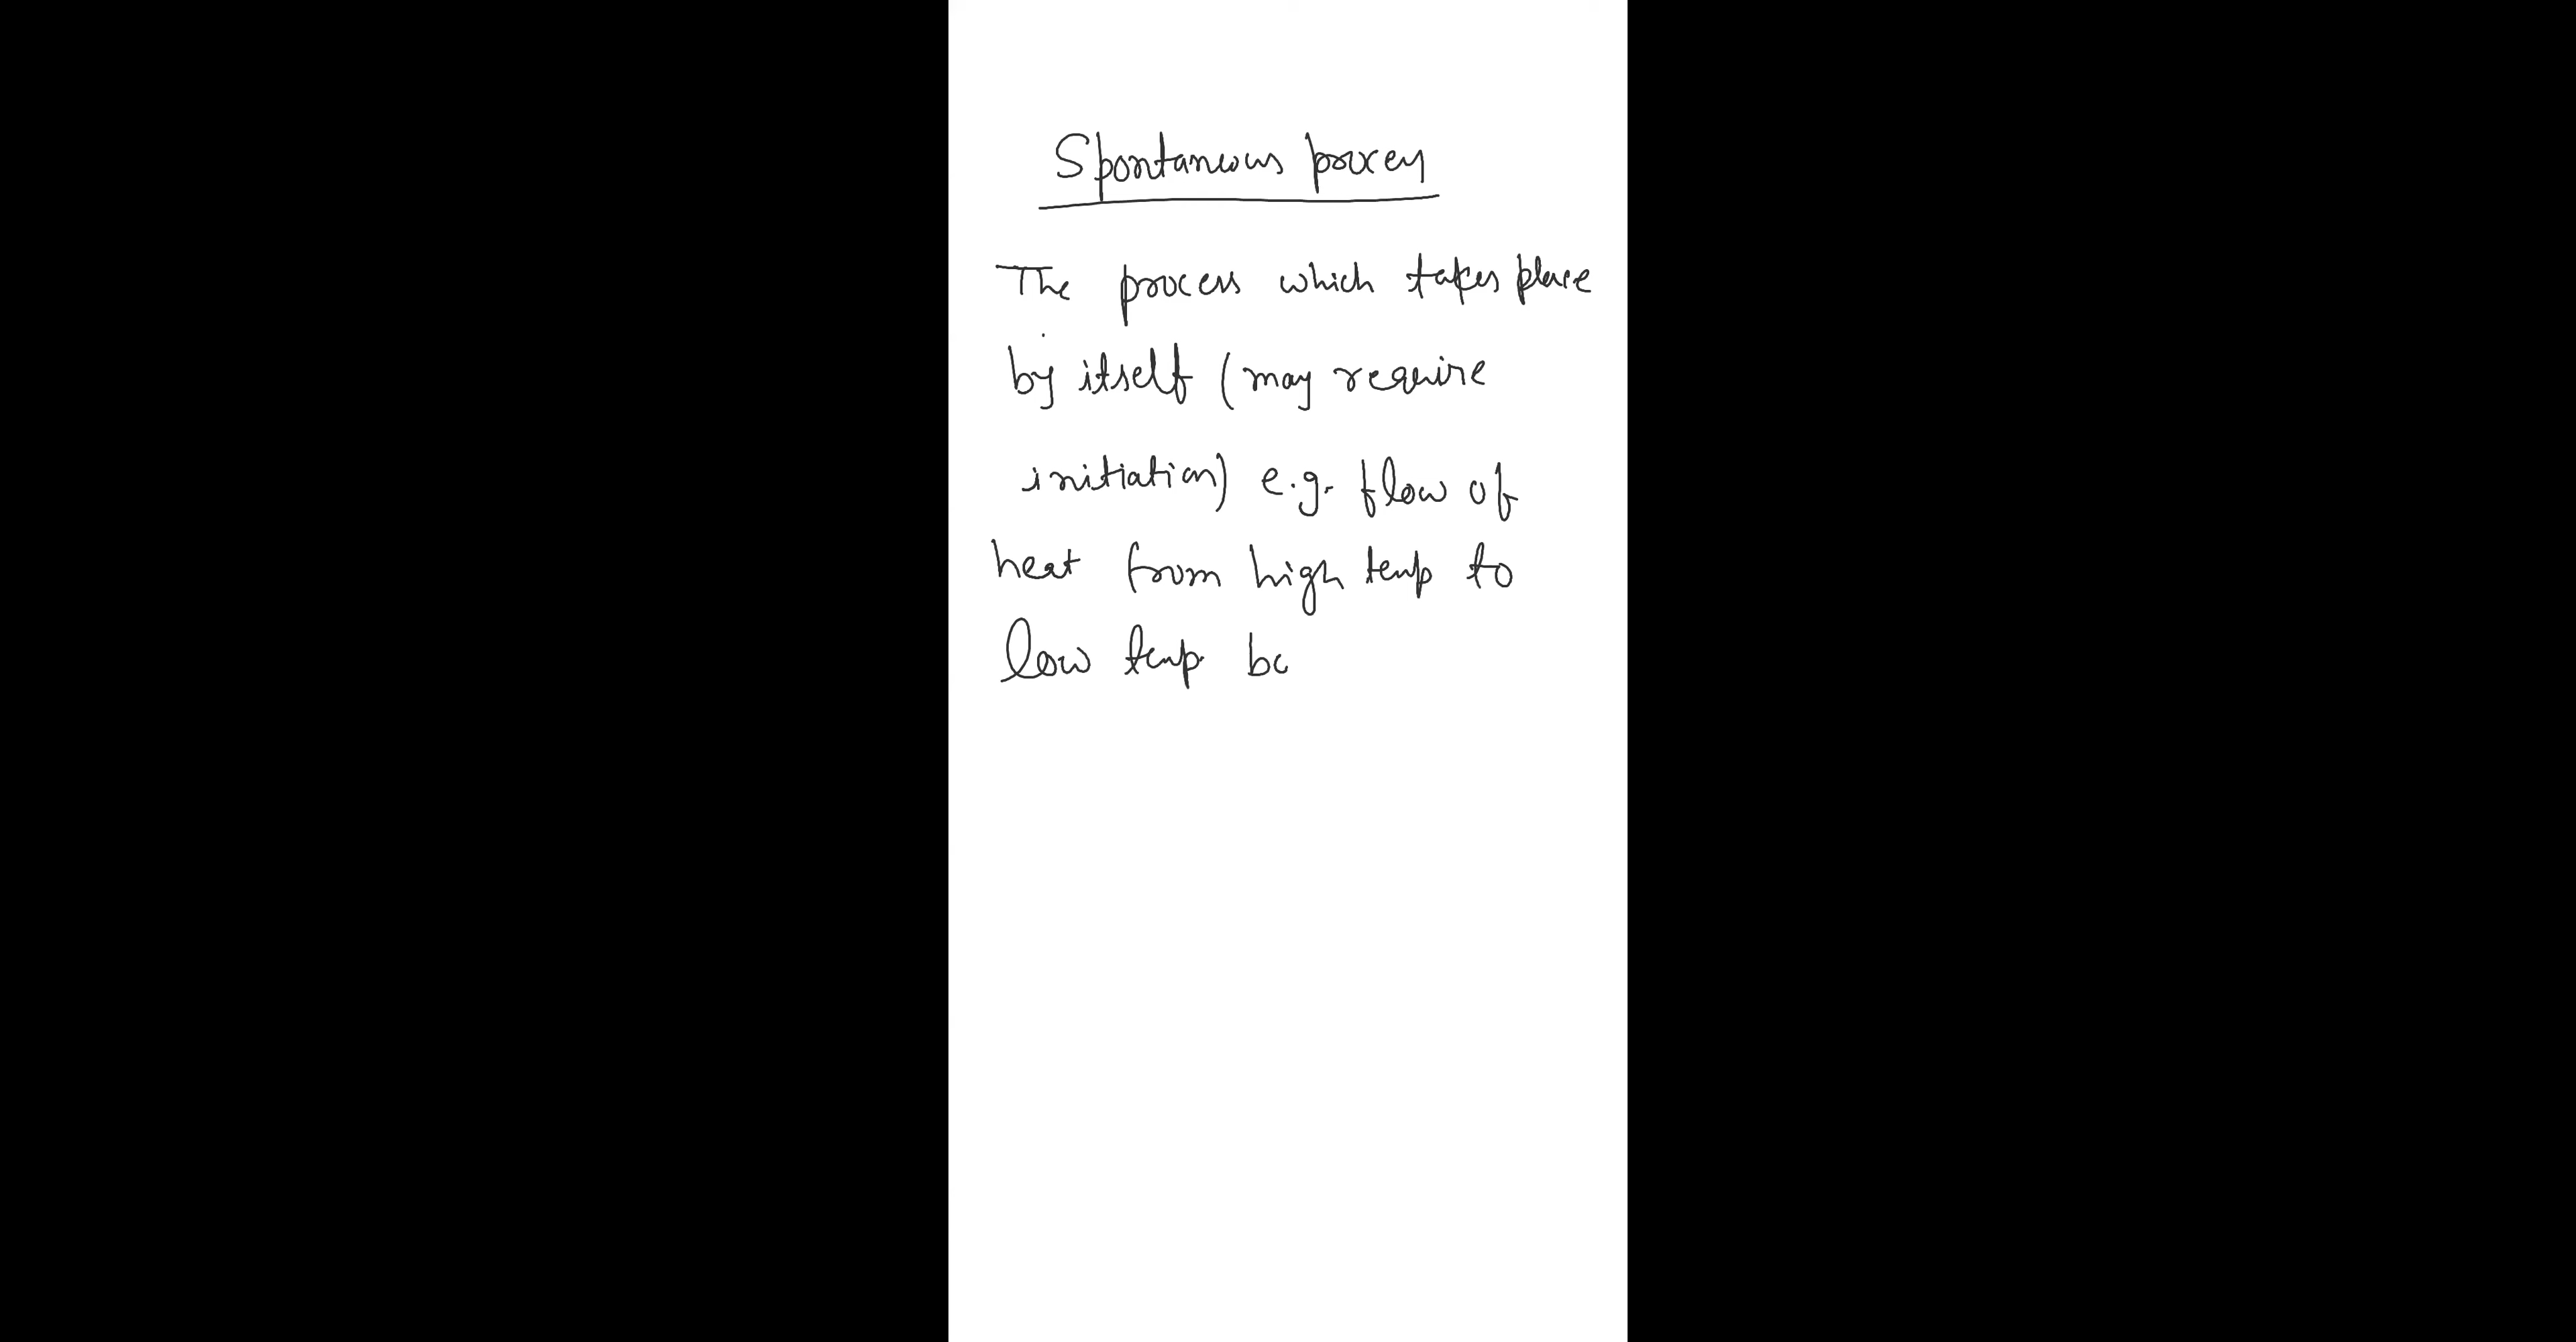 Spontaneous process
The process which takes place
by itself (may require
initiation) e.g. flow of
heat from high temp to
low temp. bo